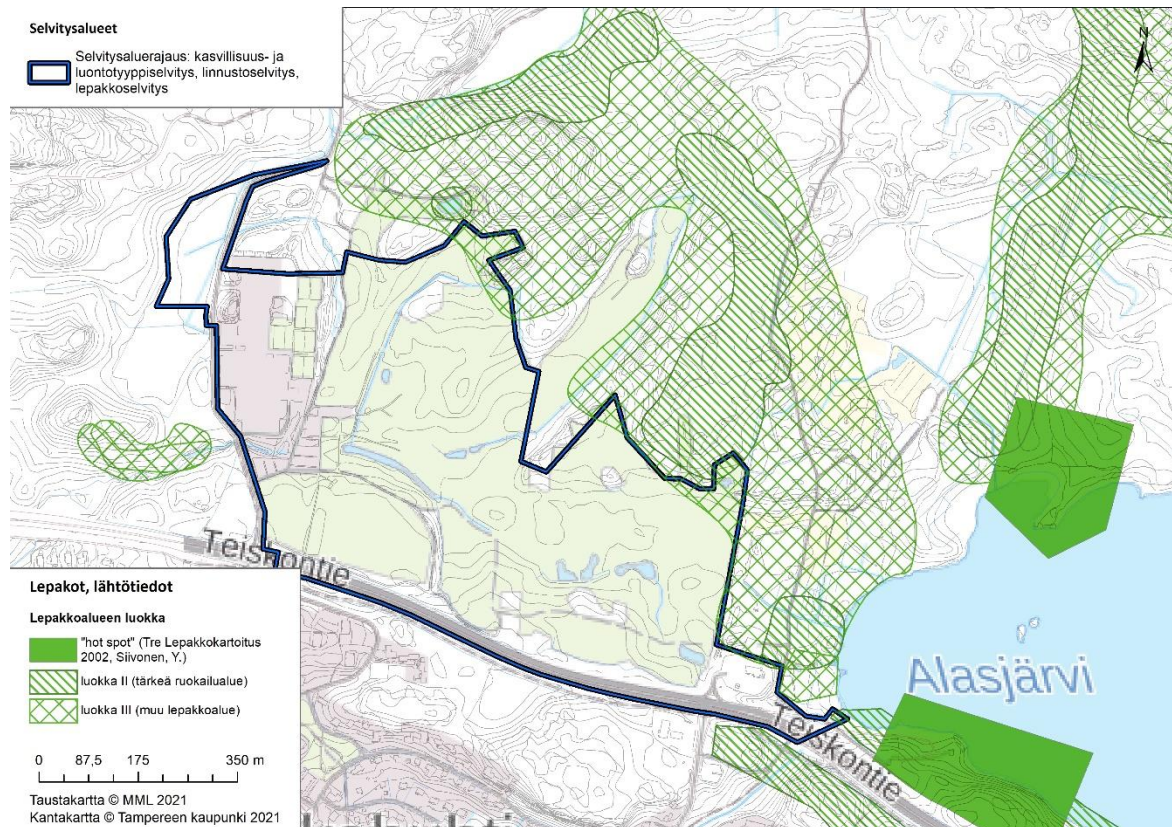 Selvitysalueet
Selvitysaluerajaus: kasvillisuus- ja
luontotyyppiselvitys, linnustoselvitys,
lepakkoselvitys
N
Teiskontie
Alasjärvi
Teiskontie
Lepakot, lähtötiedot
Lepakkoalueen luokka
"hot spot" (Tre Lepakkokartoitus
2002, Siivonen, Y.)
luokka II (tärkeä ruokailualue)
luokka III (muu lepakkoalue)
0 87,5 175 350 m
Taustakartta © MML 2021
Kantakartta © Tampereen kaupunki 2021